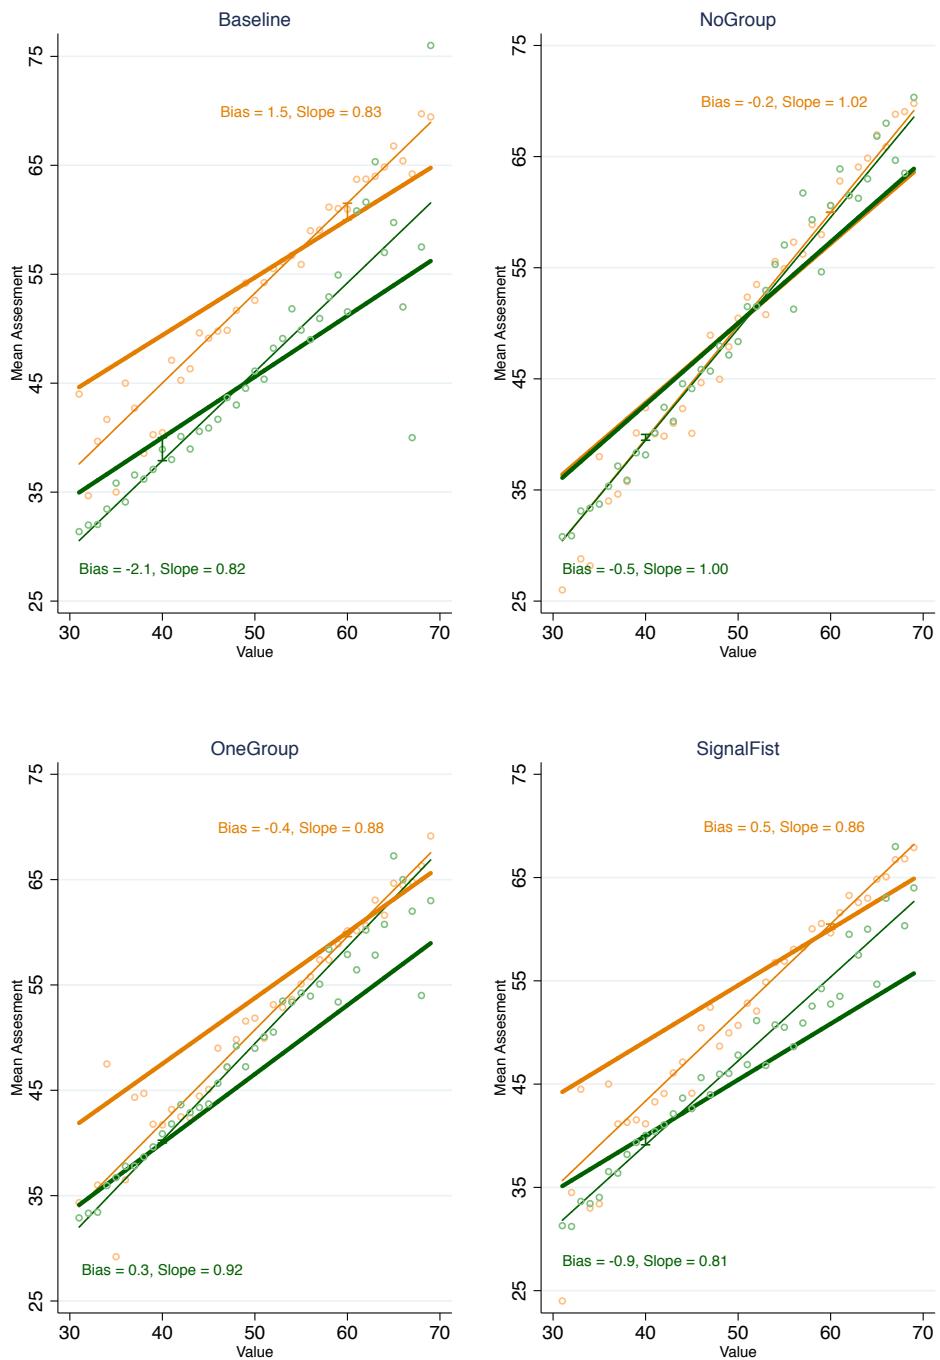 Baseline
75
65
55
45
35
25
Mean Assesment
Bias = 1.5, Slope = 0.83
Bias = -2.1, Slope = 0.82
30 40 50 60 70
Value
NoGroup
75
65
55
45
35
25
Mean Assesment
Bias = -0.2, Slope = 1.02
Bias = -0.5, Slope = 1.00
30 40 50 60 70
Value
OneGroup
75
65
55
45
35
25
Mean Assesment
Bias = -0.4, Slope = 0.88
Bias = 0.3, Slope = 0.92
30 40 50 60 70
Value
SignalFist
75
65
55
45
35
25
Mean Assesment
Bias = 0.5, Slope = 0.86
Bias = -0.9, Slope = 0.81
30 40 50 60 70
Value